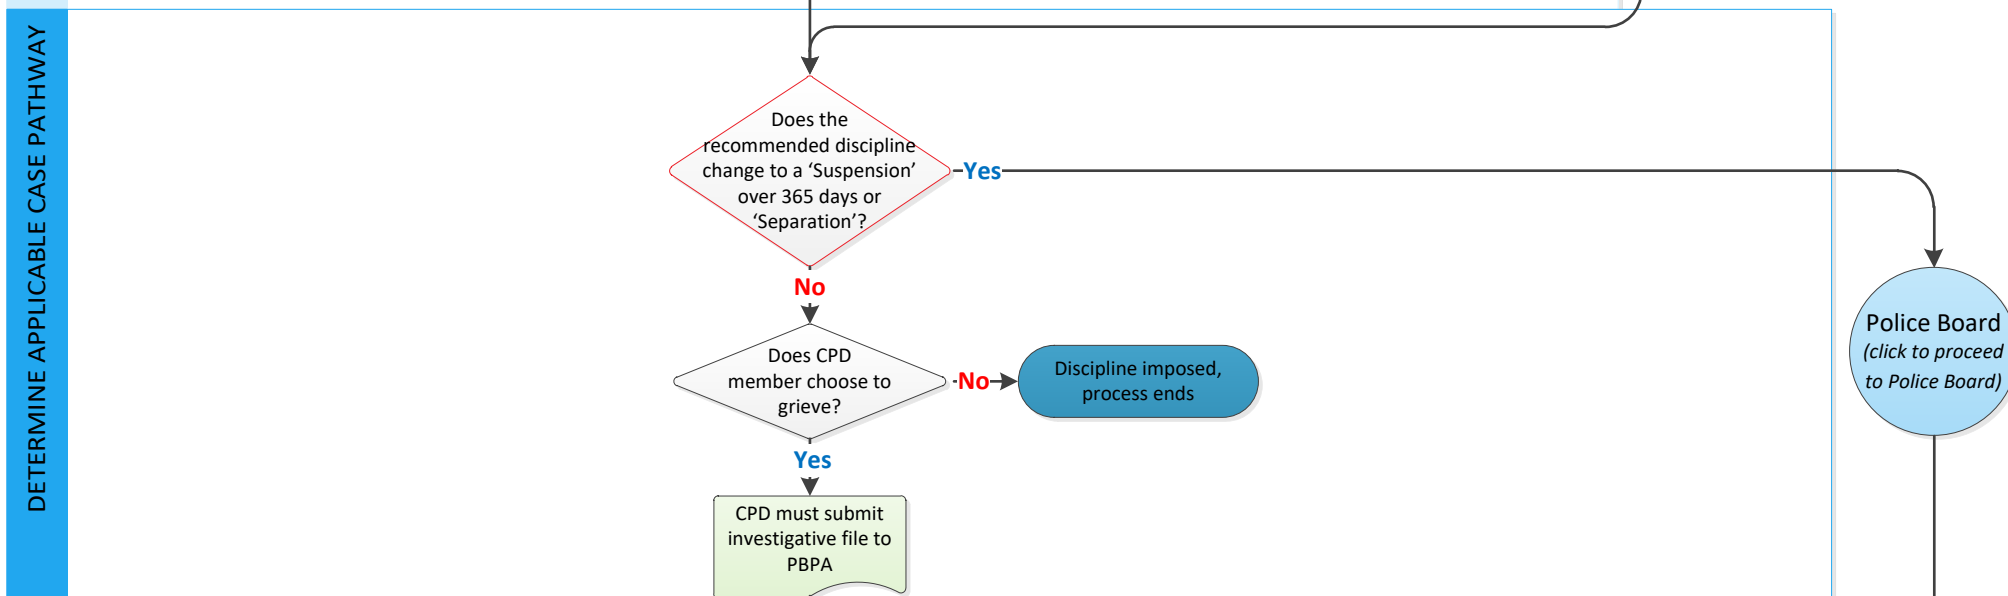 DETERMINE APPLICABLE CASE PATHWAY
Does the
recommended discipline
change to a ‘Suspension’
over 365 days or
‘Separation’?
Yes
No
Police Board
(click to proceed
to Police Board)
Does CPD
member choose to
grieve?
No
Discipline imposed,
process ends
Yes
CPD must submit
investigative file to
PBPA